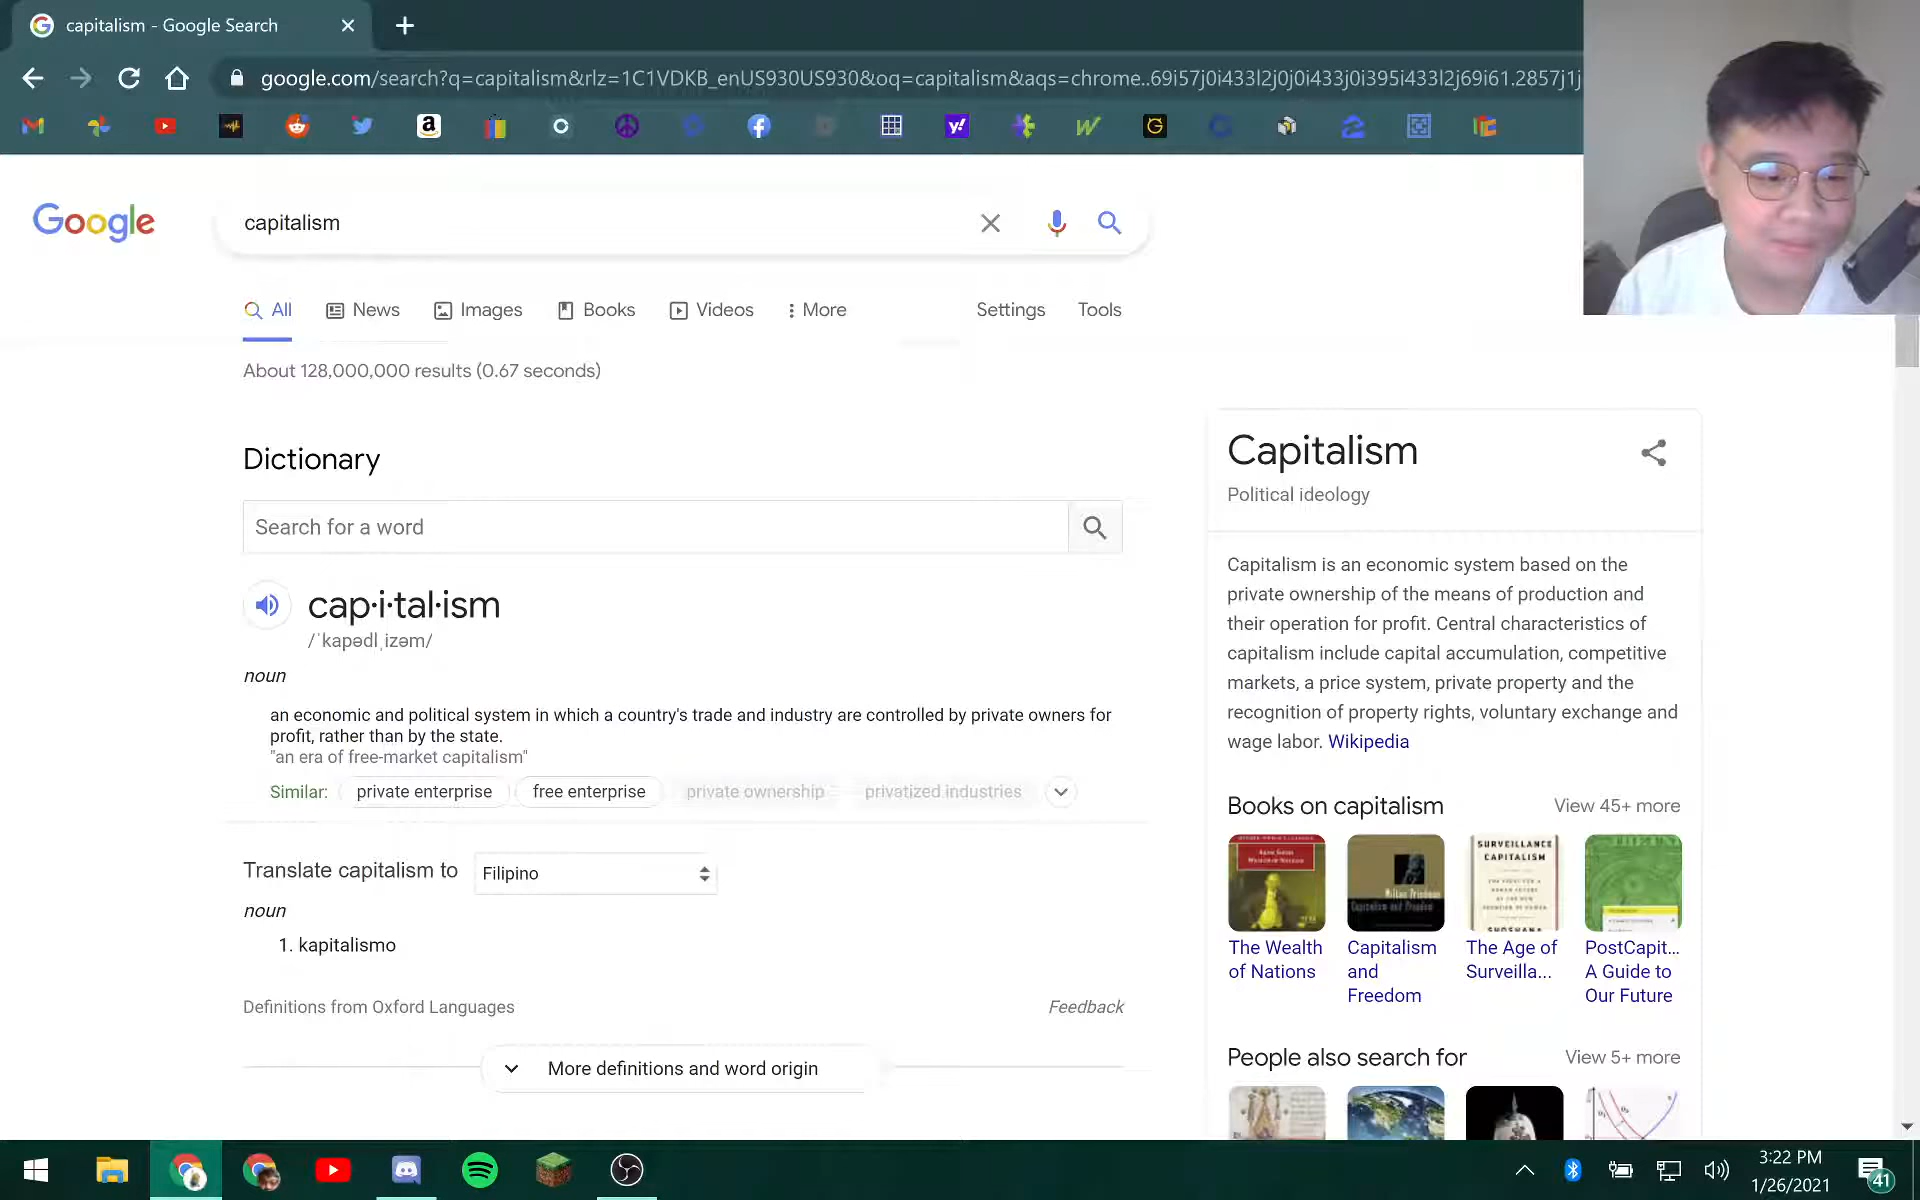 capitalism - Google Search
google.com/search?q=capitalism&rlz=1C1VDKB_enUS930US930&oq=capitalism&aqs=chrome..69i57j0i433l2j0j0i433j0i395i433l2j69i61.2857j1j
Google
capitalism
All News Images Books Videos More Settings Tools
About 128,000,000 results (0.67 seconds)
Dictionary
Search for a word
cap·i·tal·ism
/ˈkapədlˌizəm/
noun
an economic and political system in which a country's trade and industry are controlled by private owners for
profit, rather than by the state.
"an era of free-market capitalism"
Similar: private enterprise free enterprise private ownership privatized industries
Translate capitalism to Filipino
noun
1. kapitalismo
Definitions from Oxford Languages Feedback
More definitions and word origin
Capitalism
Political ideology
Capitalism is an economic system based on the
private ownership of the means of production and
their operation for profit. Central characteristics of
capitalism include capital accumulation, competitive
markets, a price system, private property and the
recognition of property rights, voluntary exchange and
wage labor. Wikipedia
Books on capitalism View 45+ more
SURVEILLANCE
CAPITALISM
The Wealth
of Nations
Capitalism
and
Freedom
The Age of
Surveilla...
PostCapit...
A Guide to
Our Future
People also search for View 5+ more
3:22 PM
1/26/2021
41